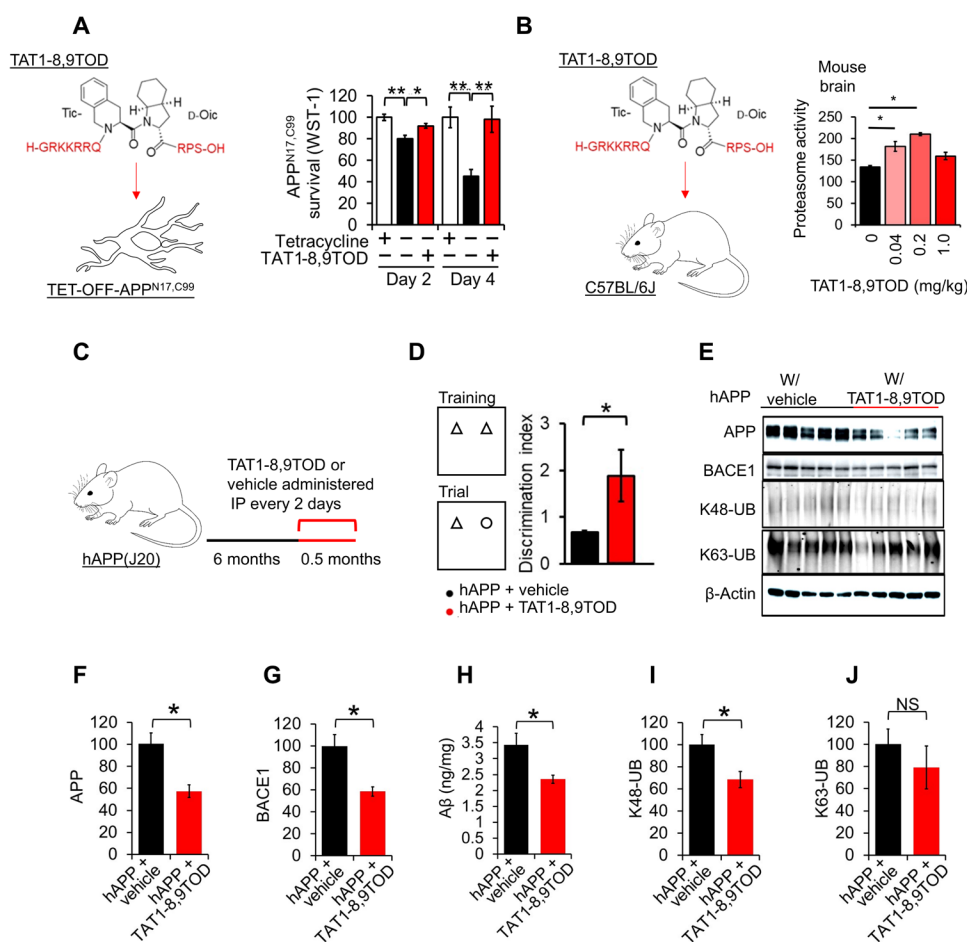 A
TAT1-8,9TOD
Tic-
H
H
N
N
O
O
D-Oic
H-GRKKRRQ
RPS-OH
TET-OFF-APPN17,C99
APPN17,C99
survival (WST-1)
120
100
80
60
40
20
0
** * ** **
Tetracycline + − − + − −
TAT1-8,9TOD − − + − − +
Day 2 Day 4
B
TAT1-8,9TOD
Tic-
H
H
N
N
O
O
D-Oic
H-GRKKRRQ
RPS-OH
C57BL/6J
Mouse
brain
Proteasome activity
250
200
150
100
50
0
*
*
0 0.04 0.2 1.0
TAT1-8,9TOD (mg/kg)
C
TAT1-8,9TOD or
vehicle administered
IP every 2 days
hAPP(J20)
6 months 0.5 months
D
Training
Trial
Discrimination index
3
2
1
0
*
hAPP + vehicle
hAPP + TAT1-8,9TOD
E
hAPP
W/
vehicle
W/
TAT1-8,9TOD
APP
BACE1
K48-UB
K63-UB
β-Actin
F
APP
120
100
80
60
40
20
0
*
hAPP +
vehicle
hAPP +
TAT1-8,9TOD
G
BACE1
120
100
80
60
40
20
0
*
hAPP +
vehicle
hAPP +
TAT1-8,9TOD
H
Aβ (ng/mg)
4
3.5
3
2.5
2
1.5
1
0.5
0
*
hAPP +
vehicle
hAPP +
TAT1-8,9TOD
I
K48-UB
120
100
80
60
40
20
0
*
hAPP +
vehicle
hAPP +
TAT1-8,9TOD
J
K63-UB
120
100
80
60
40
20
0
NS
hAPP +
vehicle
hAPP +
TAT1-8,9TOD